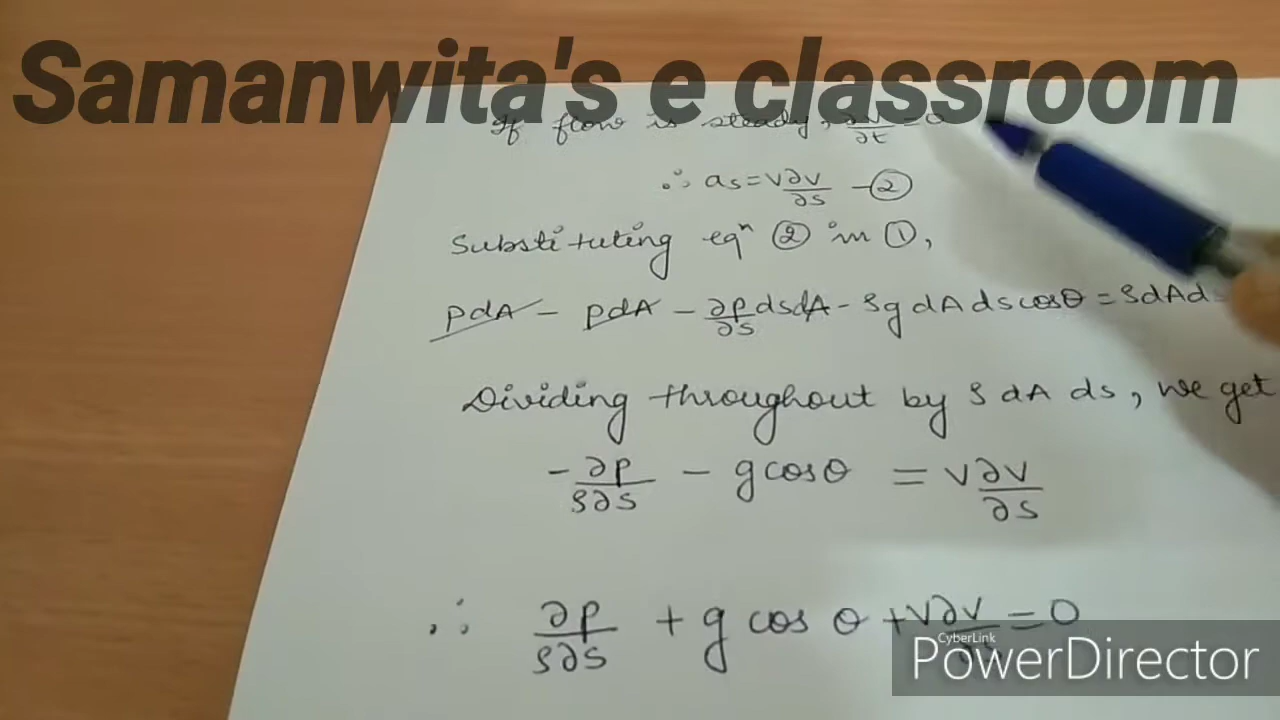 Samanwita's e classroom
If flow is steady, ∂v/∂t = 0
∴ as = v∂v/∂s - ②
Substituting eqⁿ ② in ①,
pdA - pdA - ∂p/∂s dsdA - ρg dA ds cosθ = ρdAds
Dividing throughout by ρ dA ds, we get
-∂p/ρ∂s - g cosθ = v∂v/∂s
∴ ∂p/ρ∂s + g cos θ + v∂v/∂s = 0
CyberLink
PowerDirector